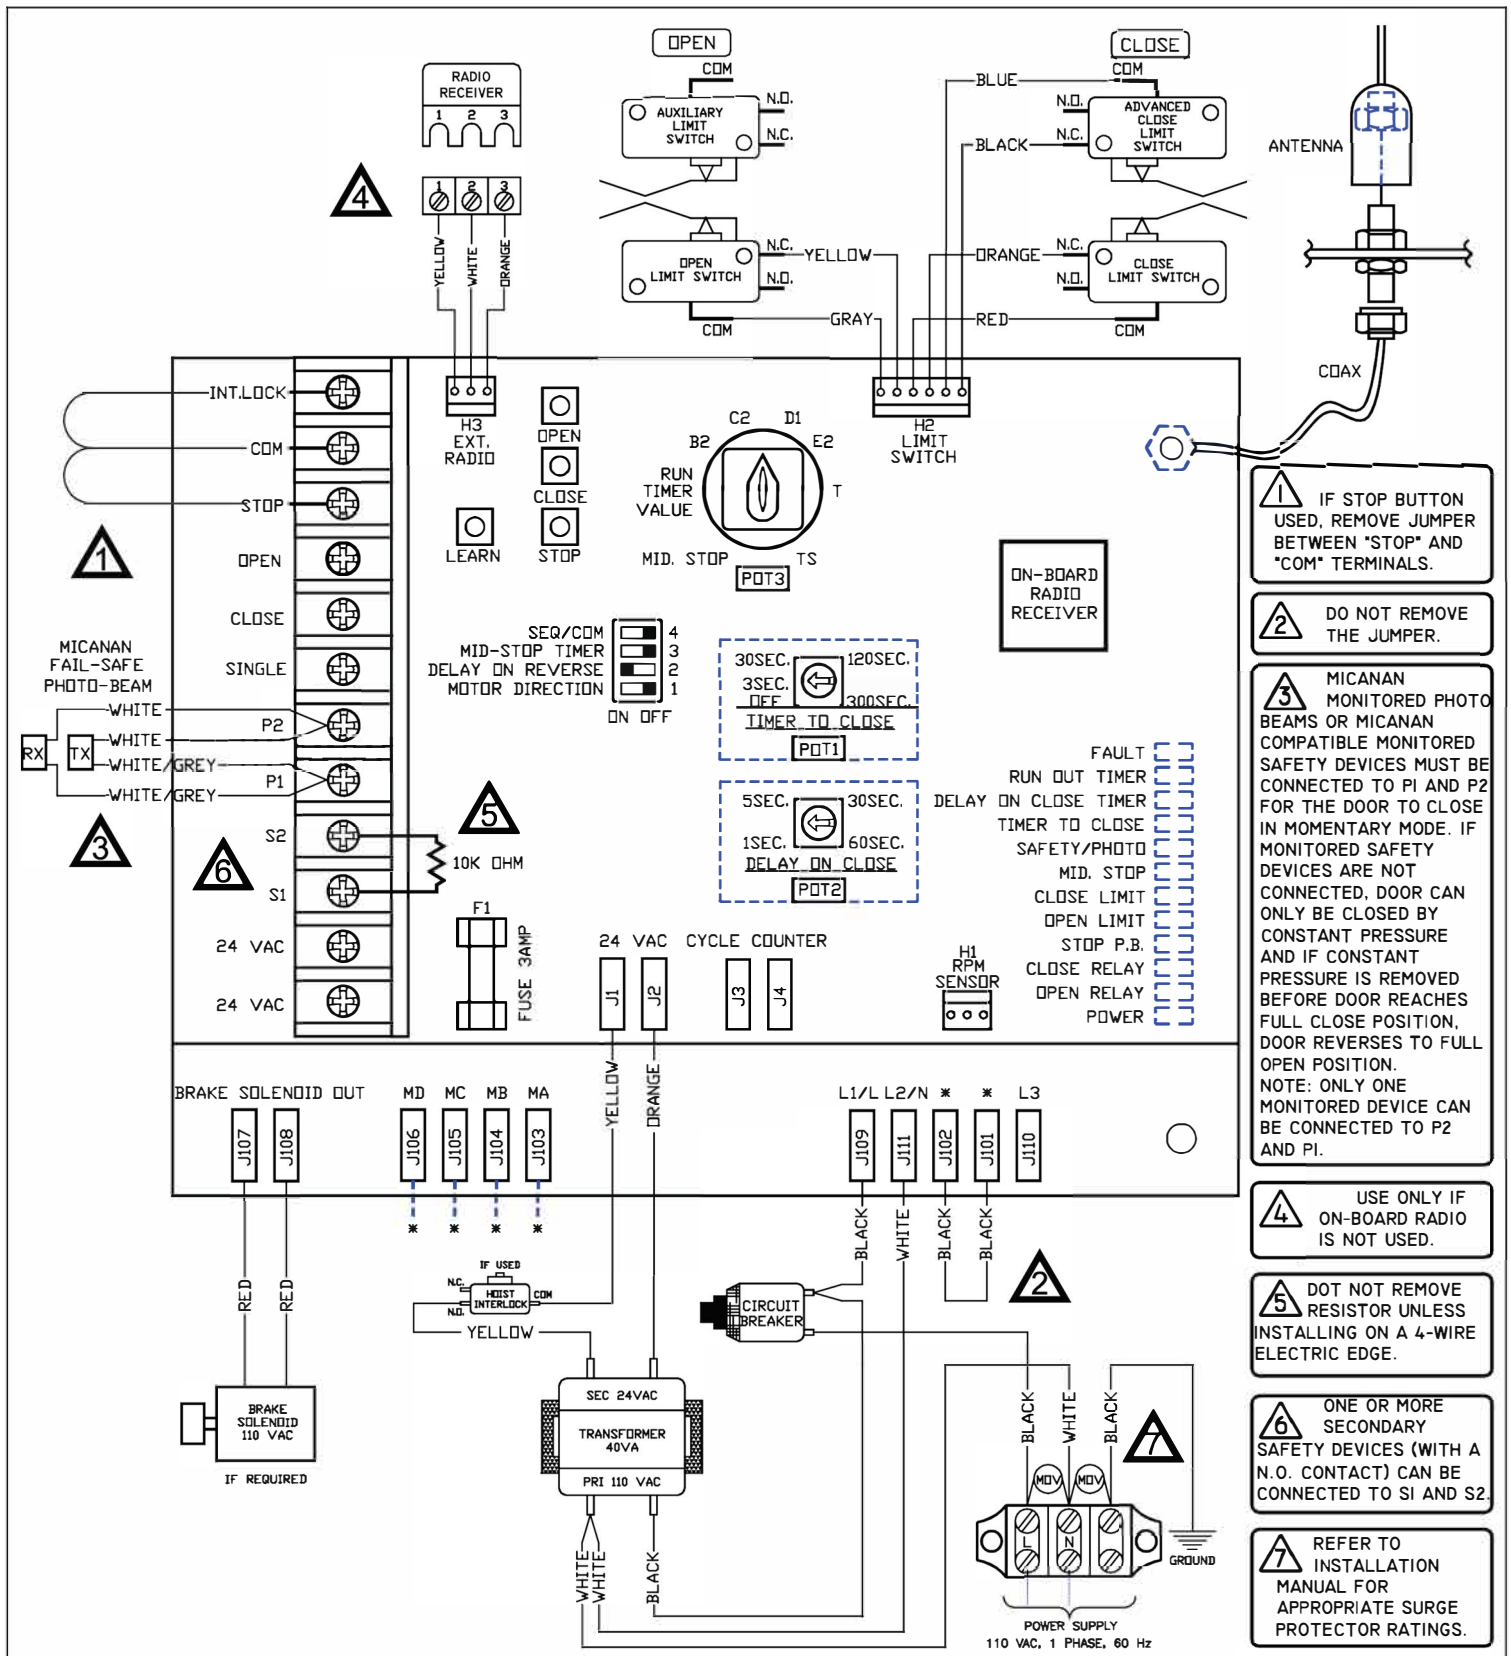 OPEN
CLOSE
COM
COM
RADIO
RECEIVER
1 2 3
BLUE
N.O.
N.O.
AUXILIARY
LIMIT
SWITCH
ADVANCED
CLOSE
LIMIT
SWITCH
N.C.
N.C.
BLACK
ANTENNA
4
1 2 3
YELLOW
WHITE
ORANGE
N.C.
YELLOW
ORANGE
N.C.
OPEN
LIMIT SWITCH
CLOSE
LIMIT SWITCH
N.O.
N.O.
COM
GRAY
RED
COM
COAX
INT.LOCK
COM
STOP
OPEN
CLOSE
SINGLE
P2
P1
S2
S1
24 VAC
24 VAC
1
MICANAN
FAIL-SAFE
PHOTO-BEAM
WHITE
WHITE
WHITE/GREY
WHITE/GREY
RX
TX
3
6
5
10K OHM
H3
EXT.
RADIO
OPEN
CLOSE
STOP
LEARN
B2
C2
D1
E2
T
TS
RUN
TIMER
VALUE
MID. STOP
POT3
H2
LIMIT
SWITCH
ON-BOARD
RADIO
RECEIVER
SEQ/COM 4
MID-STOP TIMER 3
DELAY ON REVERSE 2
MOTOR DIRECTION 1
ON OFF
30SEC. 120SEC.
3SEC.
OFF 300SEC.
TIMER TO CLOSE
POT1
5SEC. 30SEC.
1SEC. 60SEC.
DELAY ON CLOSE
POT2
FAULT
RUN OUT TIMER
DELAY ON CLOSE TIMER
TIMER TO CLOSE
SAFETY/PHOTO
MID. STOP
CLOSE LIMIT
OPEN LIMIT
STOP P.B.
CLOSE RELAY
OPEN RELAY
POWER
F1
FUSE 3AMP
24 VAC
CYCLE COUNTER
J1
J2
J3
J4
H1
RPM
SENSOR
YELLOW
ORANGE
BRAKE SOLENOID OUT
MD
MC
MB
MA
J107
J108
J106
J105
J104
J103
* * * *
L1/L L2/N * * L3
J109
J111
J102
J101
J110
BLACK
WHITE
BLACK
BLACK
2
RED
RED
IF USED
N.C.
N.O.
HOIST
INTERLOCK
COM
YELLOW
CIRCUIT
BREAKER
BRAKE
SOLENOID
110 VAC
IF REQUIRED
SEC 24VAC
TRANSFORMER
40VA
PRI 110 VAC
WHITE
WHITE
BLACK
BLACK
WHITE
BLACK
7
MOV
MOV
L
N
GROUND
POWER SUPPLY
110 VAC, 1 PHASE, 60 Hz
1 IF STOP BUTTON
USED, REMOVE JUMPER
BETWEEN "STOP" AND
"COM" TERMINALS.
2 DO NOT REMOVE
THE JUMPER.
3 MICANAN
MONITORED PHOTO
BEAMS OR MICANAN
COMPATIBLE MONITORED
SAFETY DEVICES MUST BE
CONNECTED TO P1 AND P2
FOR THE DOOR TO CLOSE
IN MOMENTARY MODE. IF
MONITORED SAFETY
DEVICES ARE NOT
CONNECTED, DOOR CAN
ONLY BE CLOSED BY
CONSTANT PRESSURE
AND IF CONSTANT
PRESSURE IS REMOVED
BEFORE DOOR REACHES
FULL CLOSE POSITION,
DOOR REVERSES TO FULL
OPEN POSITION.
NOTE: ONLY ONE
MONITORED DEVICE CAN
BE CONNECTED TO P2
AND P1.
4 USE ONLY IF
ON-BOARD RADIO
IS NOT USED.
5 DOT NOT REMOVE
RESISTOR UNLESS
INSTALLING ON A 4-WIRE
ELECTRIC EDGE.
6 ONE OR MORE
SECONDARY
SAFETY DEVICES (WITH A
N.O. CONTACT) CAN BE
CONNECTED TO S1 AND S2.
7 REFER TO
INSTALLATION
MANUAL FOR
APPROPRIATE SURGE
PROTECTOR RATINGS.